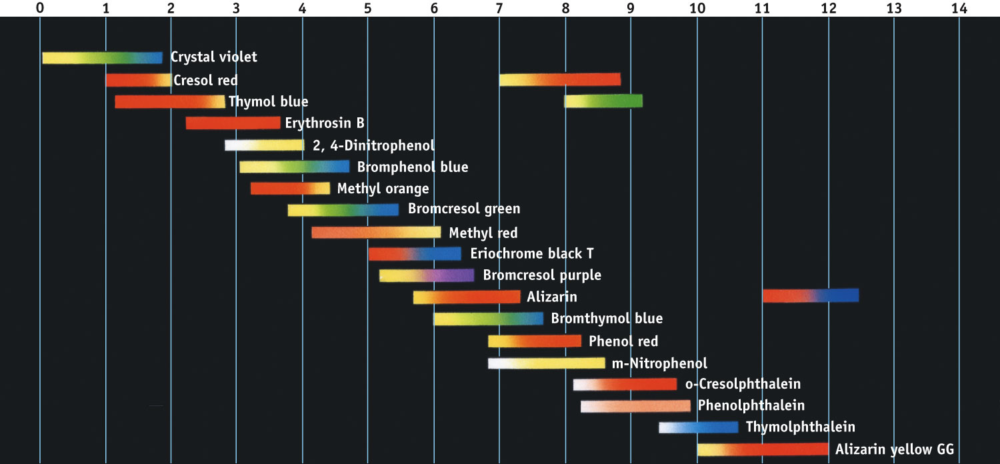 0 1 2 3 4 5 6 7 8 9 10 11 12 13 14
Crystal violet
Cresol red
Thymol blue
Erythrosin B
2, 4-Dinitrophenol
Bromphenol blue
Methyl orange
Bromcresol green
Methyl red
Eriochrome black T
Bromcresol purple
Alizarin
Bromthymol blue
Phenol red
m-Nitrophenol
o-Cresolphthalein
Phenolphthalein
Thymolphthalein
Alizarin yellow GG